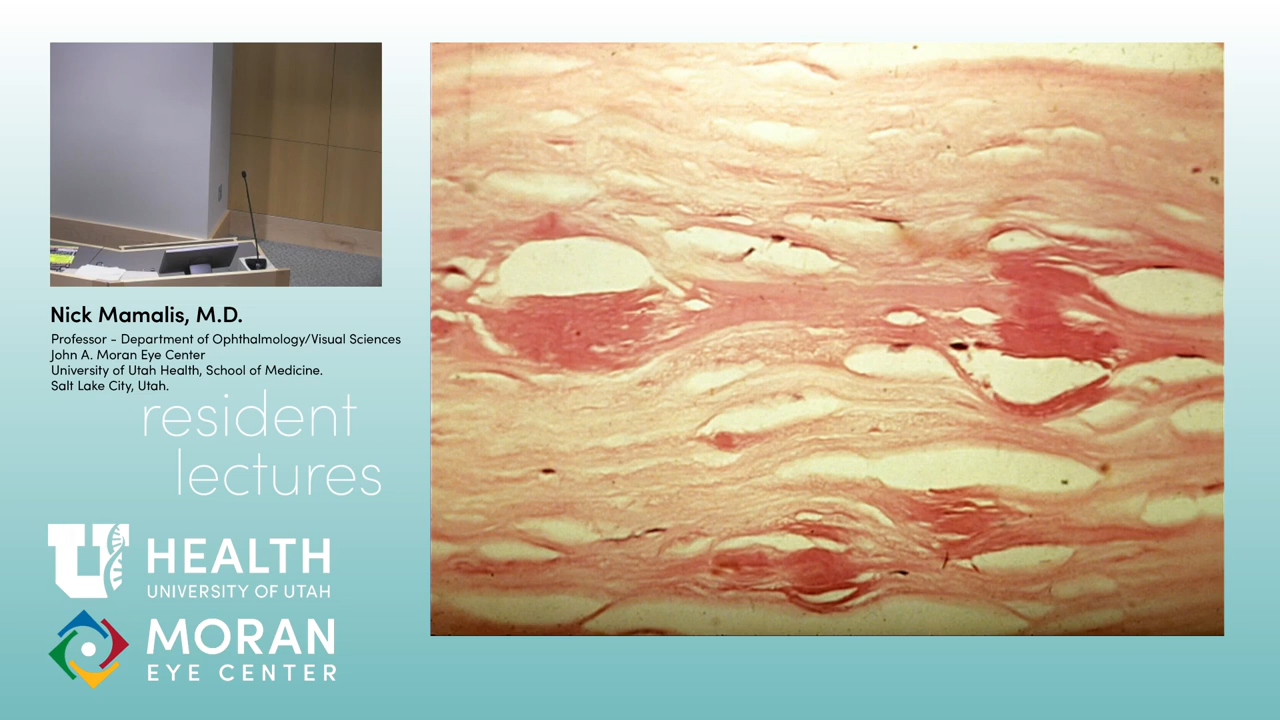 Nick Mamalis, M.D.
Professor - Department of Ophthalmology/Visual Sciences
John A. Moran Eye Center
University of Utah Health, School of Medicine.
Salt Lake City, Utah.
resident
lectures
U HEALTH
UNIVERSITY OF UTAH
MORAN
EYE CENTER